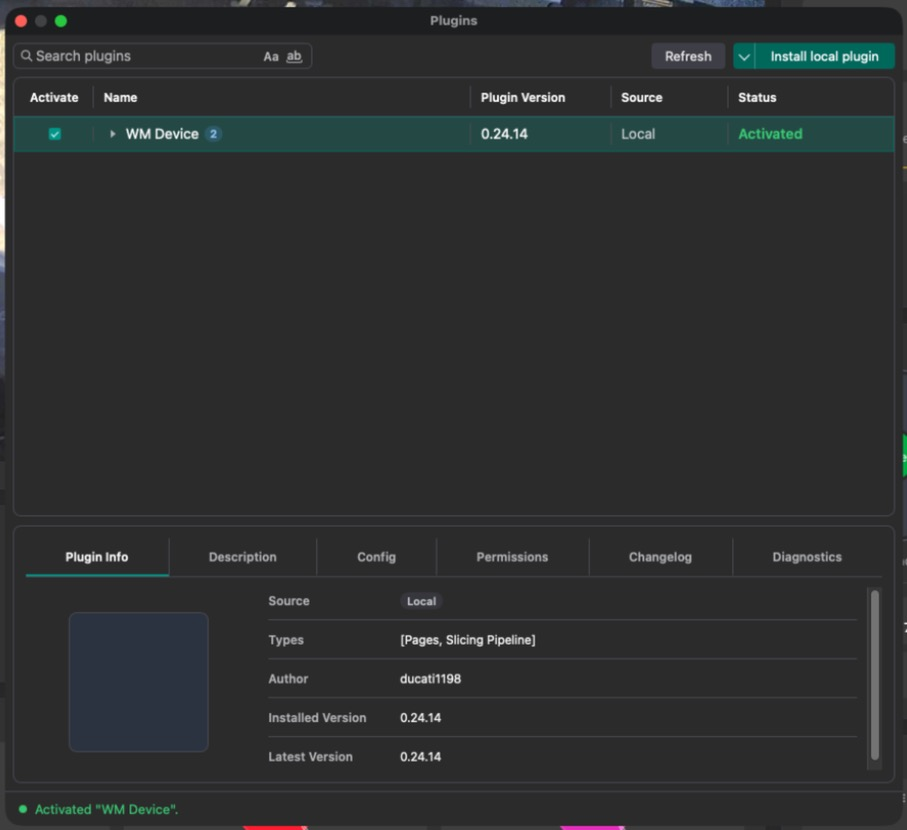 Plugins
Search plugins Aa ab Refresh Install local plugin
Activate Name Plugin Version Source Status
WM Device 2 0.24.14 Local Activated
Plugin Info Description Config Permissions Changelog Diagnostics
Source Local
Types [Pages, Slicing Pipeline]
Author ducati1198
Installed Version 0.24.14
Latest Version 0.24.14
Activated "WM Device".